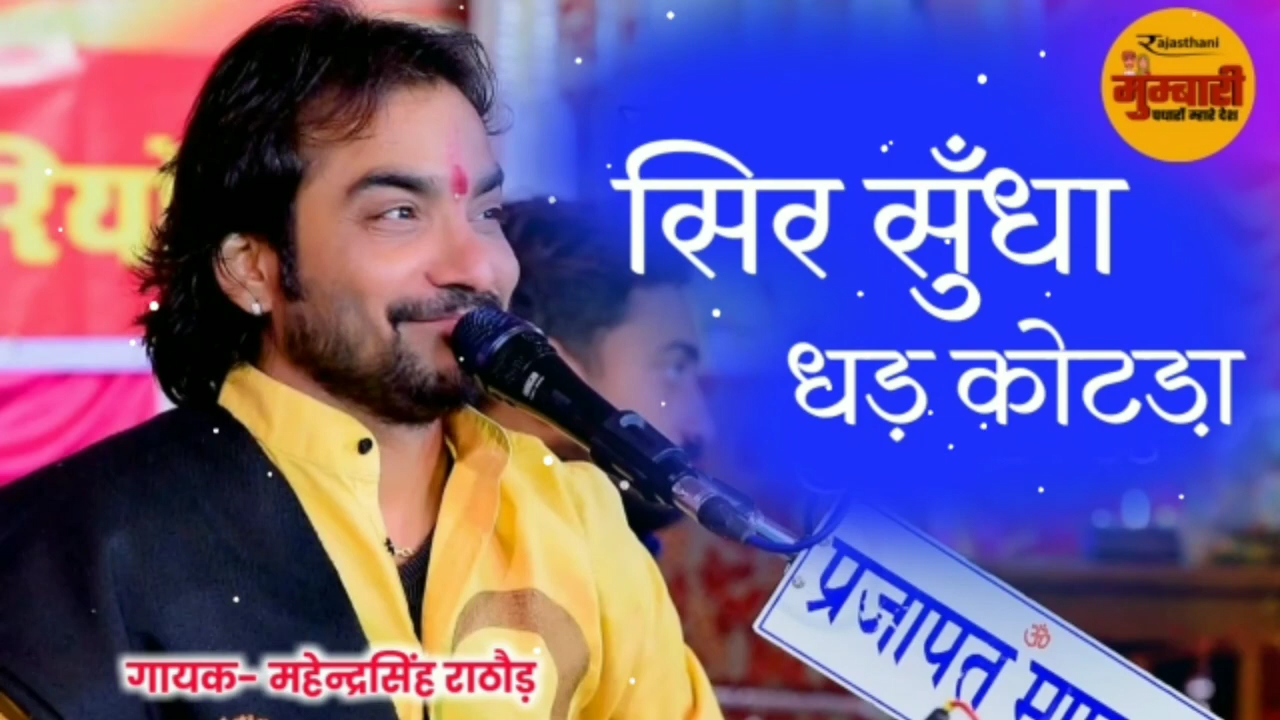 Rajasthani
मुम्बारी
पधारों म्हारे देश
सिर सुँधा
धड़ कोटड़ा
प्रजापत
ॐ
गायक- महेन्द्रसिंह राठौड़